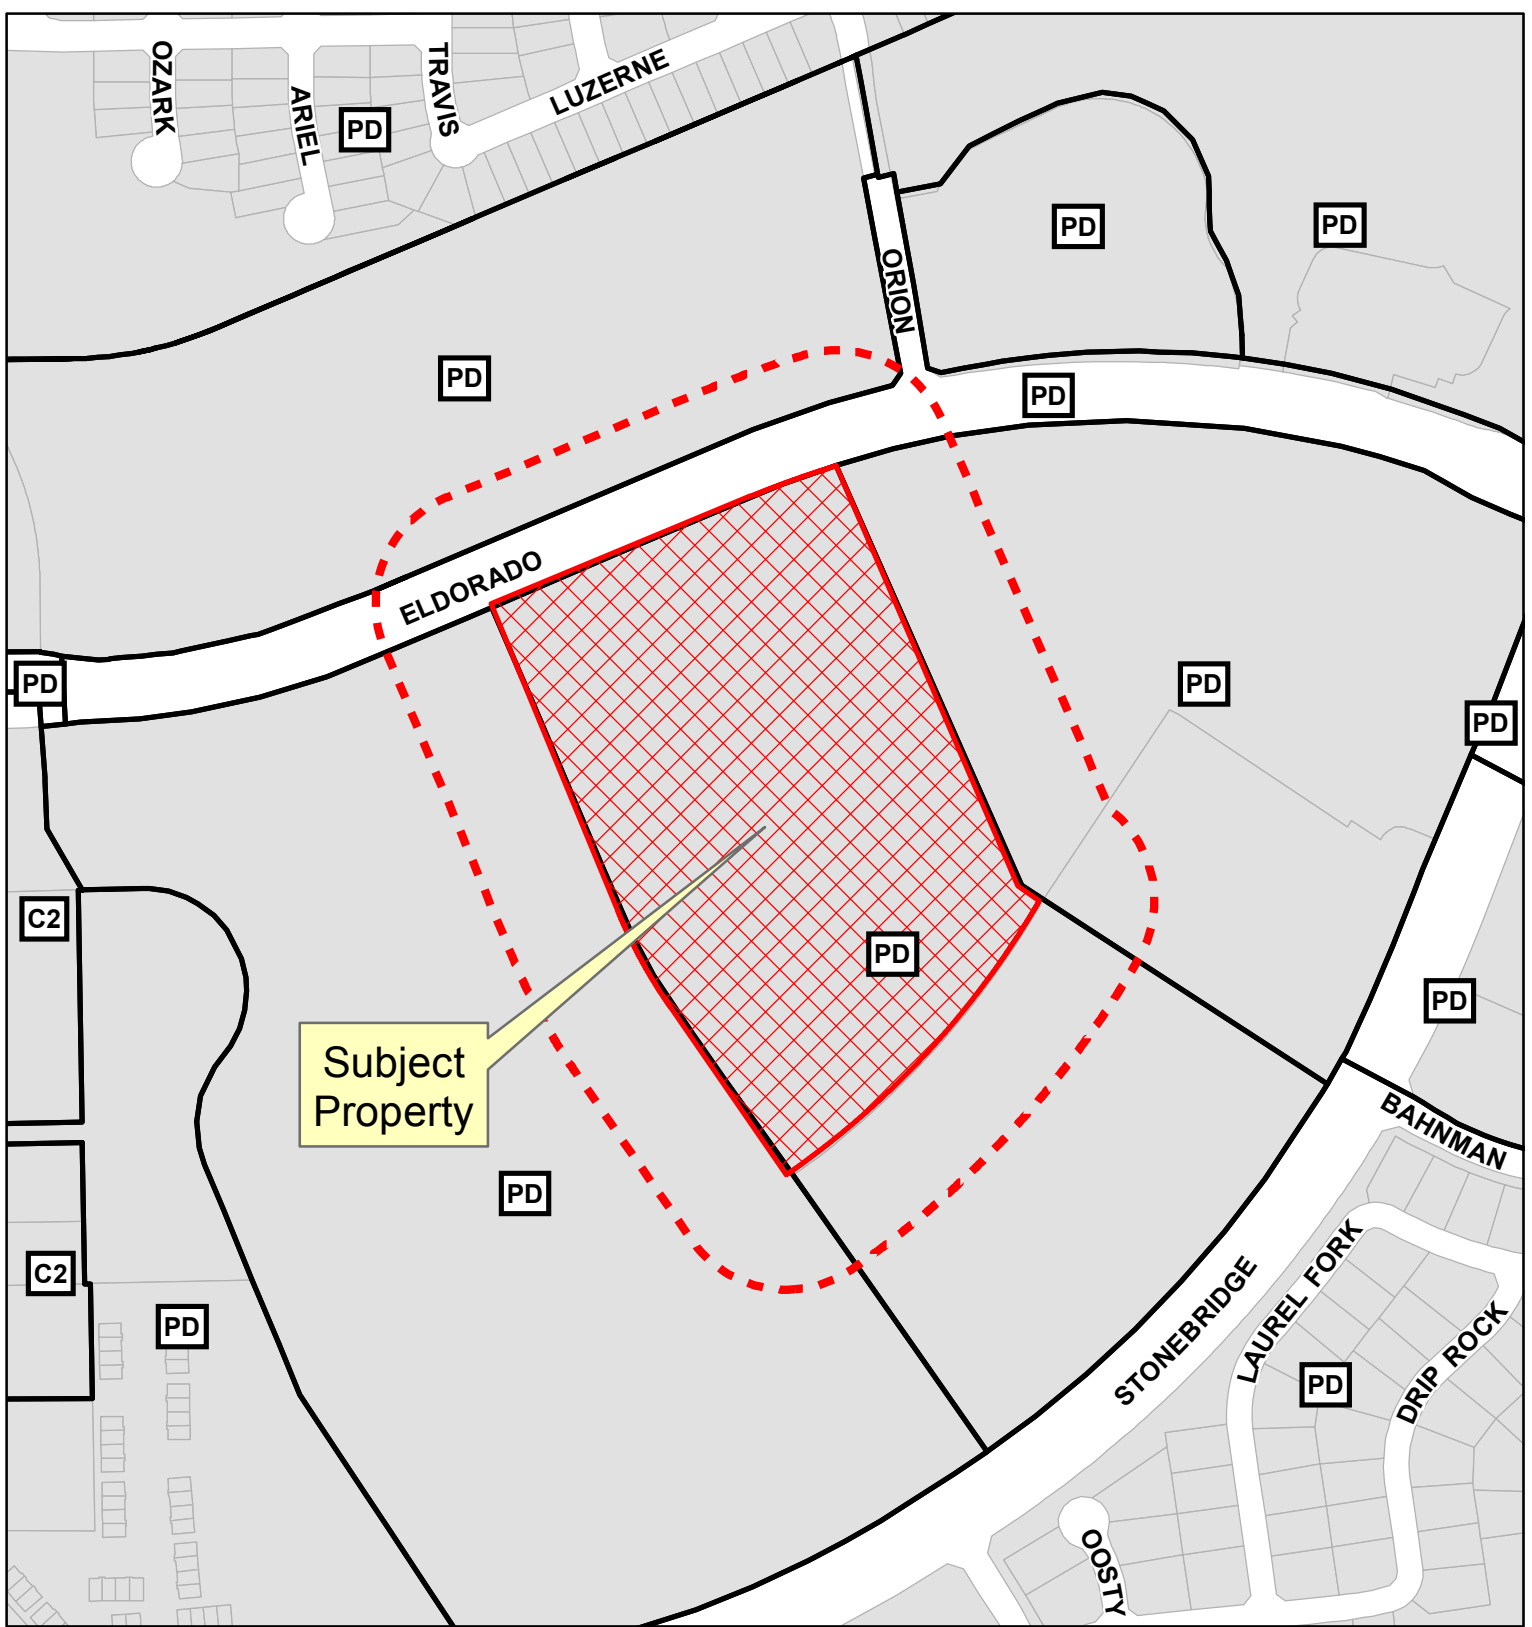 OZARK
ARIEL
TRAVIS
LUZERNE
PD
PD
PD
ORION
PD
PD
ELDORADO
PD
PD
PD
C2
PD
PD
Subject
Property
BAHNMAN
PD
C2
PD
STONEBRIDGE
LAUREL FORK
PD
DRIP ROCK
OOSTY